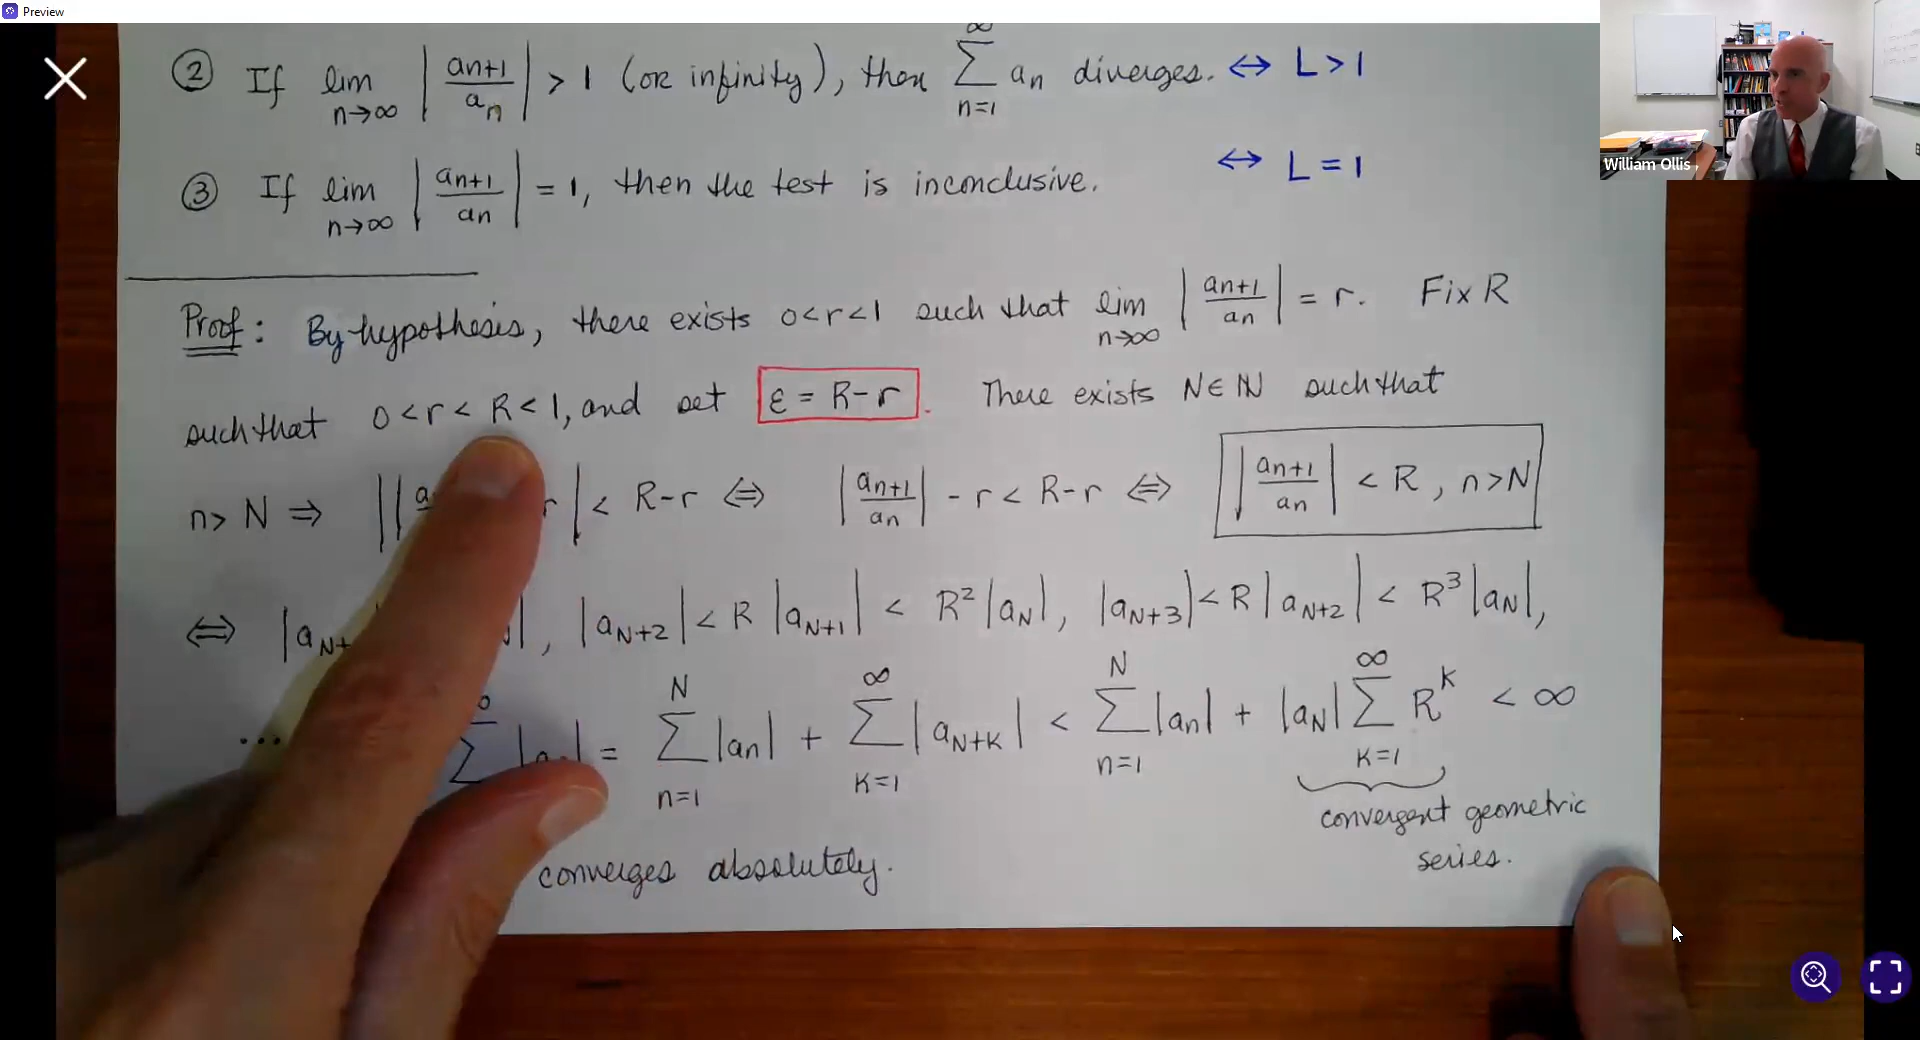 Preview
② If lim n→∞ |an+1/an| > 1 (or infinity), then ∑ n=1 ∞ an diverges. ⟷ L > 1
③ If lim n→∞ |an+1/an| = 1, then the test is inconclusive. ⟷ L = 1
William Ollis
Proof: By hypothesis, there exists 0<r<1 such that lim n→∞ |an+1/an| = r. Fix R
such that 0<r<R<1, and set ε = R-r. There exists N∈ℕ such that
n > N ⇒ ||a r| < R-r ⇔ |an+1/an| - r < R-r ⇔ |an+1/an| < R, n>N
⇔ |aN+ N|, |aN+2| < R |aN+1| < R² |aN|, |aN+3| < R |aN+2| < R³ |aN|,
... ∑ |an| = ∑ n=1 N |an| + ∑ k=1 ∞ |aN+k| < ∑ n=1 N |an| + |aN| ∑ k=1 ∞ R^k < ∞
convergent geometric
series.
converges absolutely.